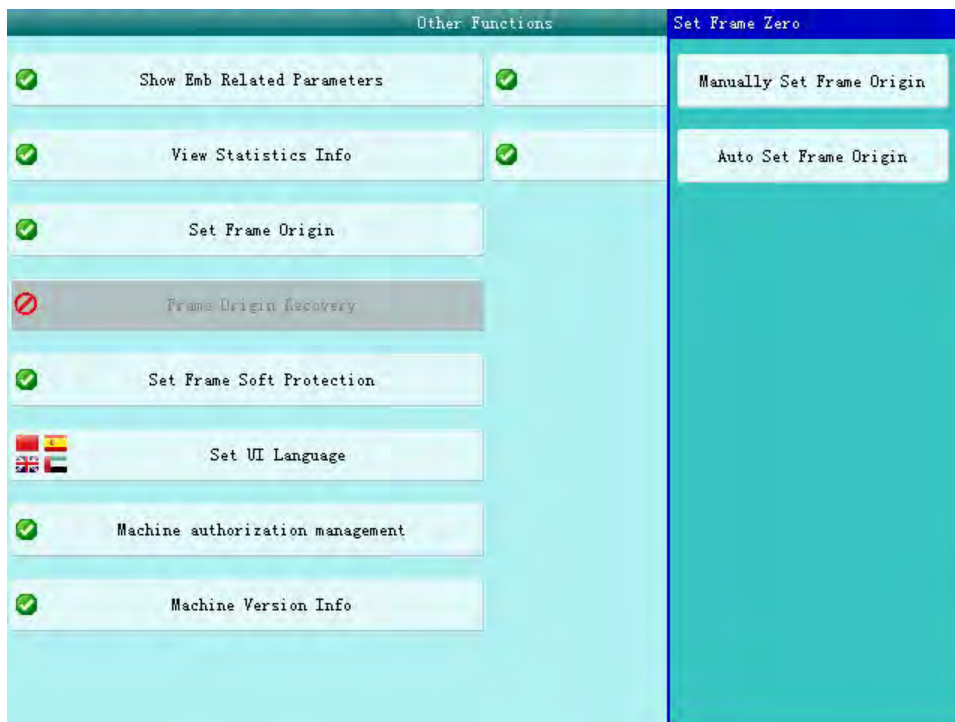 Other Functions
Set Frame Zero
Show Emb Related Parameters
View Statistics Info
Set Frame Origin
Frame Origin Recovery
Set Frame Soft Protection
Set UI Language
Machine authorization management
Machine Version Info
Manually Set Frame Origin
Auto Set Frame Origin